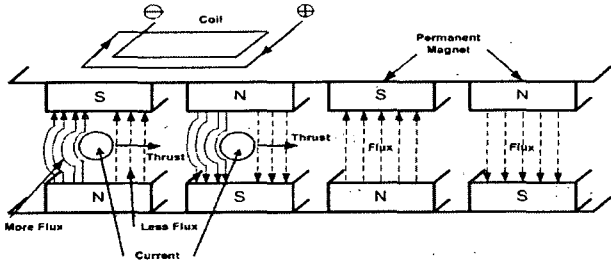 Coil
Permanent
Magnet
S
N
S
N
Thrust
Thrust
Flux
Flux
N
S
N
S
More Flux
Less Flux
Current